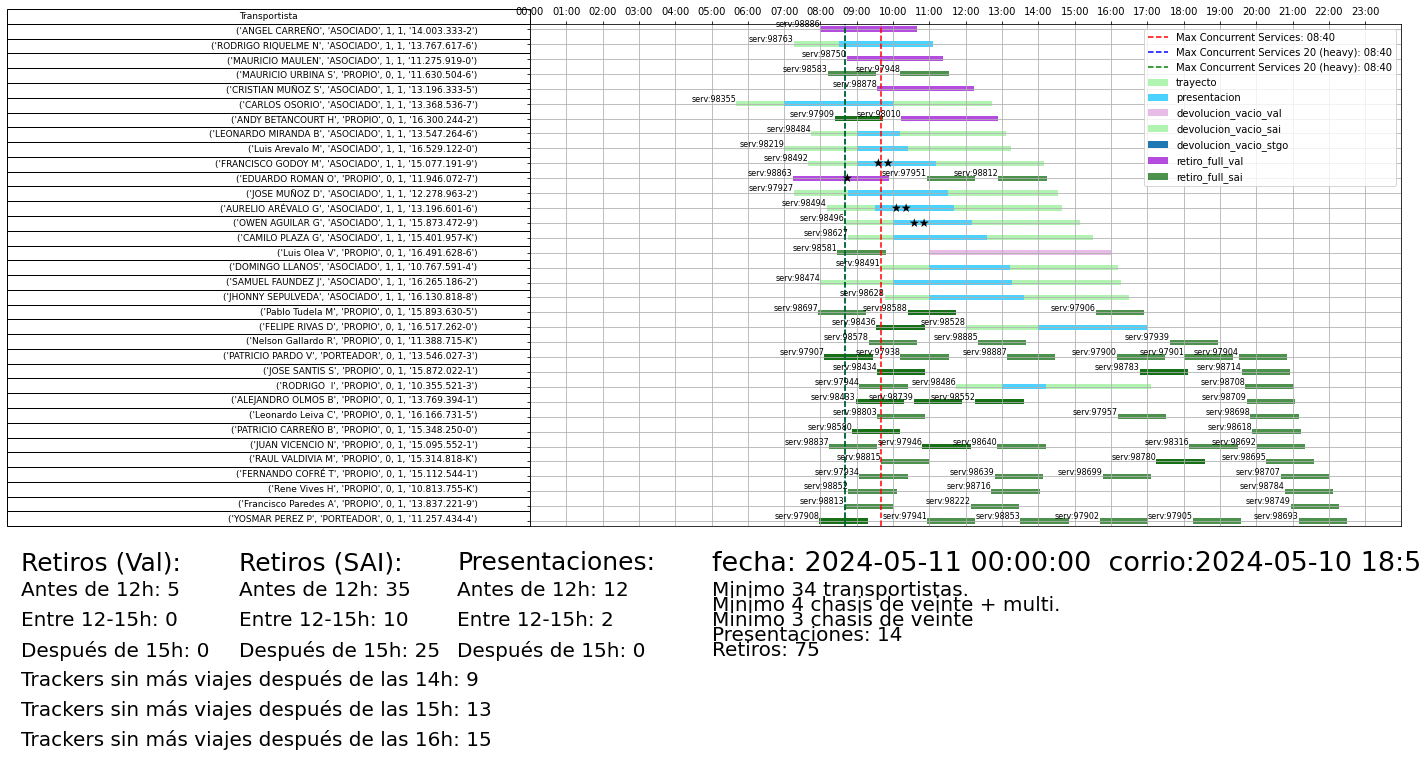 00:00 01:00 02:00 03:00 04:00 05:00 06:00 07:00 08:00 09:00 10:00 11:00 12:00 13:00 14:00 15:00 16:00 17:00 18:00 19:00 20:00 21:00 22:00 23:00
Transportista
('ANGEL CARREÑO', 'ASOCIADO', 1, 1, '14.003.333-2') serv:98886
('RODRIGO RIQUELME N', 'ASOCIADO', 1, 1, '13.767.617-6') serv:98763
('MAURICIO MAULEN', 'ASOCIADO', 1, 1, '11.275.919-0') serv:98750
('MAURICIO URBINA S', 'PROPIO', 0, 1, '11.630.504-6') serv:98583 serv:97948
('CRISTIAN MUÑOZ S', 'ASOCIADO', 1, 1, '13.196.333-5') serv:98878
('CARLOS OSORIO', 'ASOCIADO', 1, 1, '13.368.536-7') serv:98355
('ANDY BETANCOURT H', 'PROPIO', 0, 1, '16.300.244-2') serv:97909
('LEONARDO MIRANDA B', 'ASOCIADO', 1, 1, '13.547.264-6') serv:98484
('Luis Arevalo M', 'ASOCIADO', 1, 1, '16.529.122-0') serv:98219
('FRANCISCO GODOY M', 'ASOCIADO', 1, 1, '15.077.191-9') serv:98492
('EDUARDO ROMAN O', 'PROPIO', 0, 1, '11.946.072-7') serv:98863 serv:97951 serv:98812
('JOSE MUÑOZ D', 'ASOCIADO', 1, 1, '12.278.963-2') serv:97927
('AURELIO ARÉVALO G', 'ASOCIADO', 1, 1, '13.196.601-6') serv:98494
('OWEN AGUILAR G', 'ASOCIADO', 1, 1, '15.873.472-9') serv:98496
('CAMILO PLAZA G', 'ASOCIADO', 1, 1, '15.401.957-K') serv:98627
('Luis Olea V', 'PROPIO', 0, 1, '16.491.628-6') serv:98581
('DOMINGO LLANOS', 'ASOCIADO', 1, 1, '10.767.591-4') serv:98491
('SAMUEL FAUNDEZ J', 'ASOCIADO', 1, 1, '16.265.186-2') serv:98474
('JHONNY SEPULVEDA', 'ASOCIADO', 1, 1, '16.130.818-8') serv:98628
('Pablo Tudela M', 'PROPIO', 0, 1, '15.893.630-5') serv:98697 serv:98588 serv:97906
('FELIPE RIVAS D', 'PROPIO', 0, 1, '16.517.262-0') serv:98436 serv:98528
('Nelson Gallardo R', 'PROPIO', 0, 1, '11.388.715-K') serv:98578 serv:98885 serv:97939
('PATRICIO PARDO V', 'PORTEADOR', 0, 1, '13.546.027-3') serv:97907 serv:97938 serv:98887 serv:97900 serv:97901 serv:97904
('JOSE SANTIS S', 'PROPIO', 0, 1, '15.872.022-1') serv:98434 serv:98783 serv:98714
('RODRIGO  I', 'PROPIO', 0, 1, '10.355.521-3') serv:97944 serv:98486 serv:98708
('ALEJANDRO OLMOS B', 'PROPIO', 0, 1, '13.769.394-1') serv:98739 serv:98552 serv:98709
('Leonardo Leiva C', 'PROPIO', 0, 1, '16.166.731-5') serv:98803 serv:97957 serv:98698
('PATRICIO CARREÑO B', 'PROPIO', 0, 1, '15.348.250-0') serv:98580 serv:98618
('JUAN VICENCIO N', 'PROPIO', 0, 1, '15.095.552-1') serv:98837 serv:97946 serv:98640 serv:98316 serv:98692
('RAUL VALDIVIA M', 'PROPIO', 0, 1, '15.314.818-K') serv:98815 serv:98780 serv:98695
('FERNANDO COFRÉ T', 'PROPIO', 0, 1, '15.112.544-1') serv:97934 serv:98639 serv:98699 serv:98707
('Rene Vives H', 'PROPIO', 0, 1, '10.813.755-K') serv:98852 serv:98716 serv:98784
('Francisco Paredes A', 'PROPIO', 0, 1, '13.837.221-9') serv:98813 serv:98222 serv:98749
('YOSMAR PEREZ P', 'PORTEADOR', 0, 1, '11.257.434-4') serv:97908 serv:97941 serv:98853 serv:97902 serv:97905 serv:98693
Max Concurrent Services: 08:40
Max Concurrent Services 20 (heavy): 08:40
Max Concurrent Services 20 (heavy): 08:40
trayecto
presentacion
devolucion_vacio_val
devolucion_vacio_sai
devolucion_vacio_stgo
retiro_full_val
retiro_full_sai
Retiros (Val):
Antes de 12h: 5
Entre 12-15h: 0
Después de 15h: 0
Retiros (SAI):
Antes de 12h: 35
Entre 12-15h: 10
Después de 15h: 25
Presentaciones:
Antes de 12h: 12
Entre 12-15h: 2
Después de 15h: 0
Trackers sin más viajes después de las 14h: 9
Trackers sin más viajes después de las 15h: 13
Trackers sin más viajes después de las 16h: 15
fecha: 2024-05-11 00:00:00  corrio:2024-05-10 18:5
Minimo 34 transportistas.
Minimo 4 chasis de veinte + multi.
Minimo 3 chasis de veinte
Presentaciones: 14
Retiros: 75